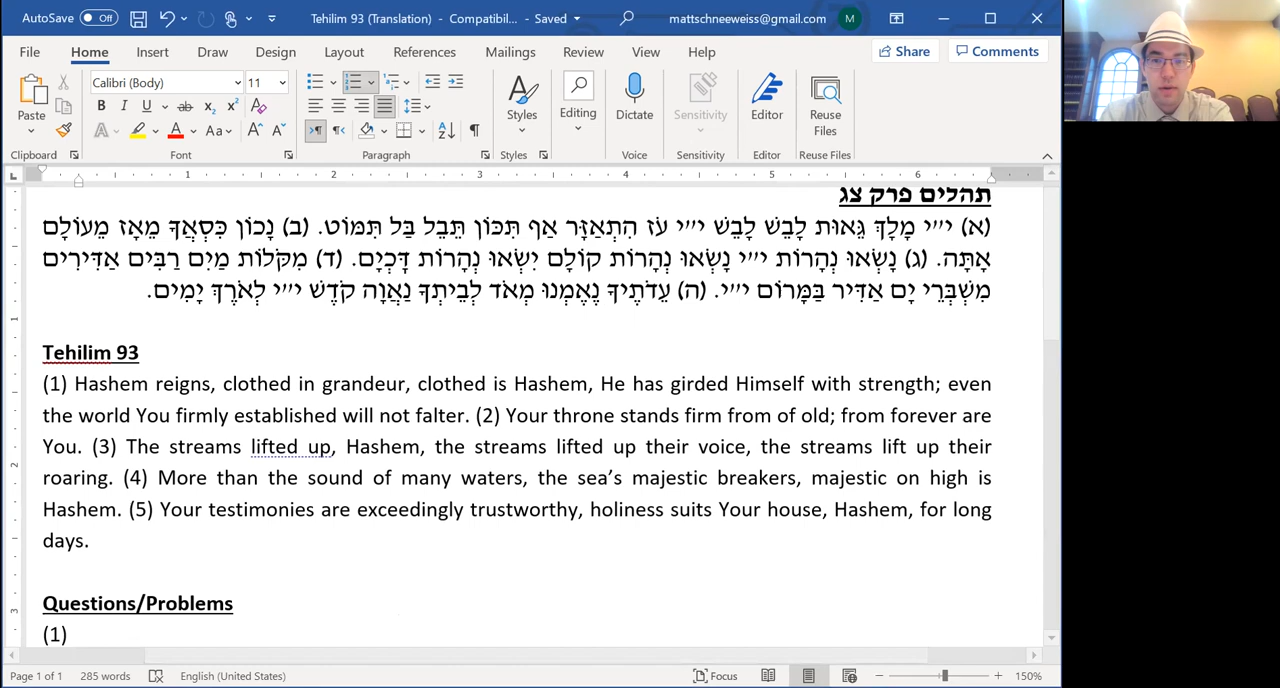 AutoSave Off Tehilim 93 (Translation) - Compatibil... - Saved mattschneeweiss@gmail.com M
File Home Insert Draw Design Layout References Mailings Review View Help Share Comments
Calibri (Body) 11
Paste Styles Editing Dictate Sensitivity Editor Reuse Files
Clipboard Font Paragraph Styles Voice Sensitivity Editor Reuse Files
1 2 3 4 5 6
תהלים פרק צג
(א) י״י מָלָךְ גֵּאוּת לָבֵשׁ לָבֵשׁ י״י עֹז הִתְאַזָּר אַף תִּכּוֹן תֵּבֵל בַּל תִּמּוֹט. (ב) נָכוֹן כִּסְאֲךָ מֵאָז מֵעוֹלָם
אָתָּה. (ג) נָשְׂאוּ נְהָרוֹת י״י נָשְׂאוּ נְהָרוֹת קוֹלָם יִשְׂאוּ נְהָרוֹת דָּכְיָם. (ד) מִקֹּלוֹת מַיִם רַבִּים אַדִּירִים
מִשְׁבְּרֵי יָם אַדִּיר בַּמָּרוֹם י״י. (ה) עֵדֹתֶיךָ נֶאֶמְנוּ מְאֹד לְבֵיתְךָ נַאֲוָה קֹדֶשׁ י״י לְאֹרֶךְ יָמִים.
Tehilim 93
(1) Hashem reigns, clothed in grandeur, clothed is Hashem, He has girded Himself with strength; even
the world You firmly established will not falter. (2) Your throne stands firm from of old; from forever are
You. (3) The streams lifted up, Hashem, the streams lifted up their voice, the streams lift up their
roaring. (4) More than the sound of many waters, the sea’s majestic breakers, majestic on high is
Hashem. (5) Your testimonies are exceedingly trustworthy, holiness suits Your house, Hashem, for long
days.
Questions/Problems
(1)
Page 1 of 1 285 words English (United States) Focus 150%